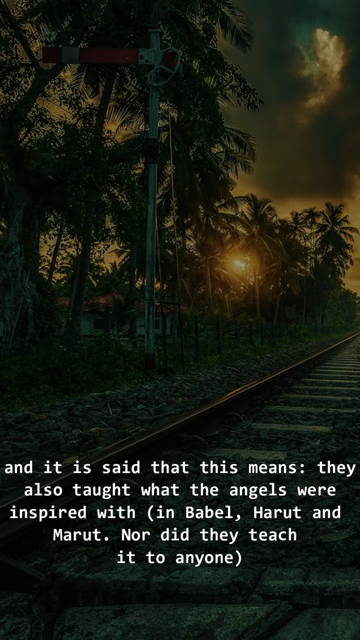 and it is said that this means: they
also taught what the angels were
inspired with (in Babel, Harut and
Marut. Nor did they teach
it to anyone)